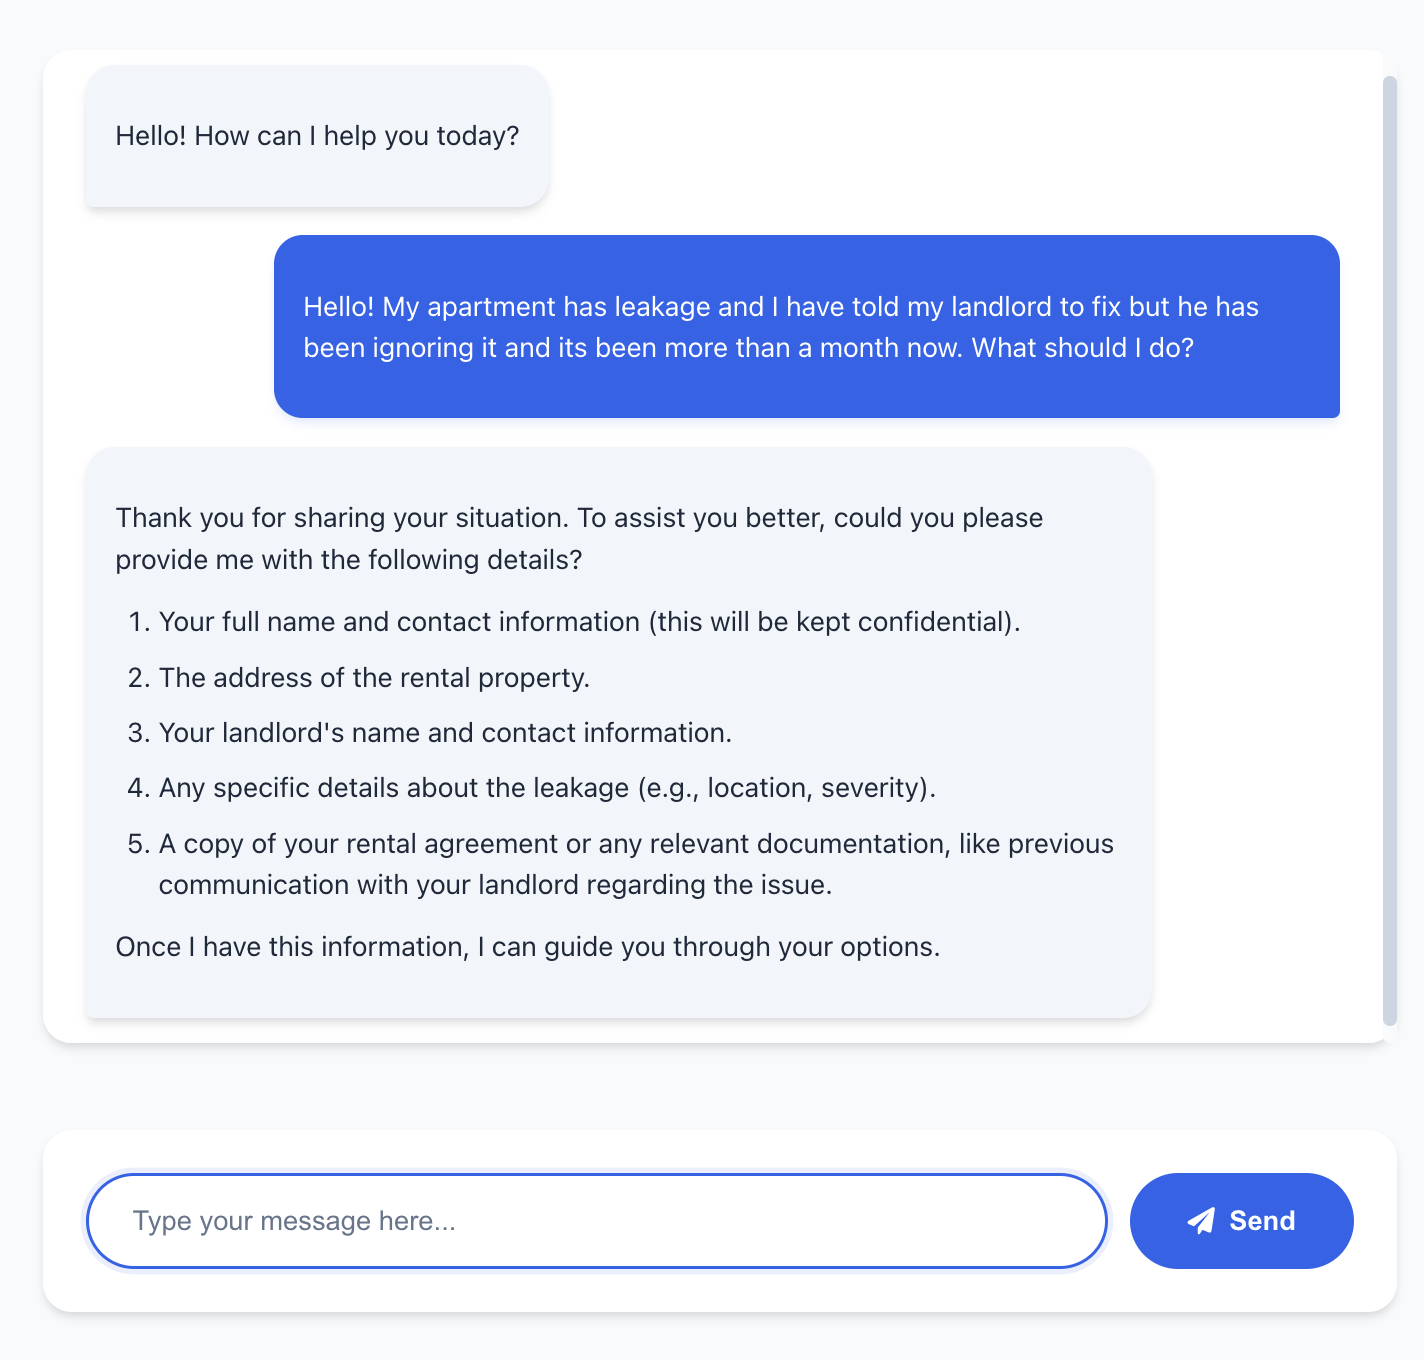 Hello! How can I help you today?
Hello! My apartment has leakage and I have told my landlord to fix but he has
been ignoring it and its been more than a month now. What should I do?
Thank you for sharing your situation. To assist you better, could you please
provide me with the following details?
1. Your full name and contact information (this will be kept confidential).
2. The address of the rental property.
3. Your landlord's name and contact information.
4. Any specific details about the leakage (e.g., location, severity).
5. A copy of your rental agreement or any relevant documentation, like previous
communication with your landlord regarding the issue.
Once I have this information, I can guide you through your options.
Type your message here...
Send